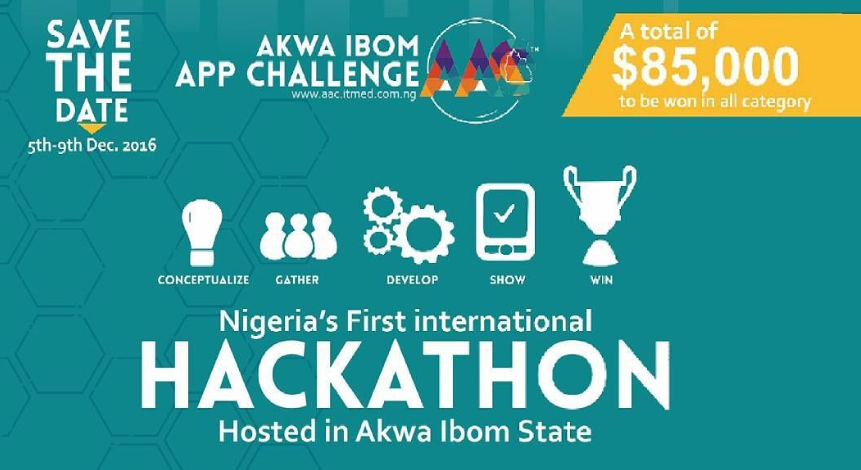 SAVE
THE
DATE
5th-9th Dec. 2016
AKWA IBOM
APP CHALLENGE
www.aac.itmed.com.ng
AAC
TM
A total of
$85,000
to be won in all category
CONCEPTUALIZE
GATHER
DEVELOP
SHOW
WIN
Nigeria's First international
HACKATHON
Hosted in Akwa Ibom State